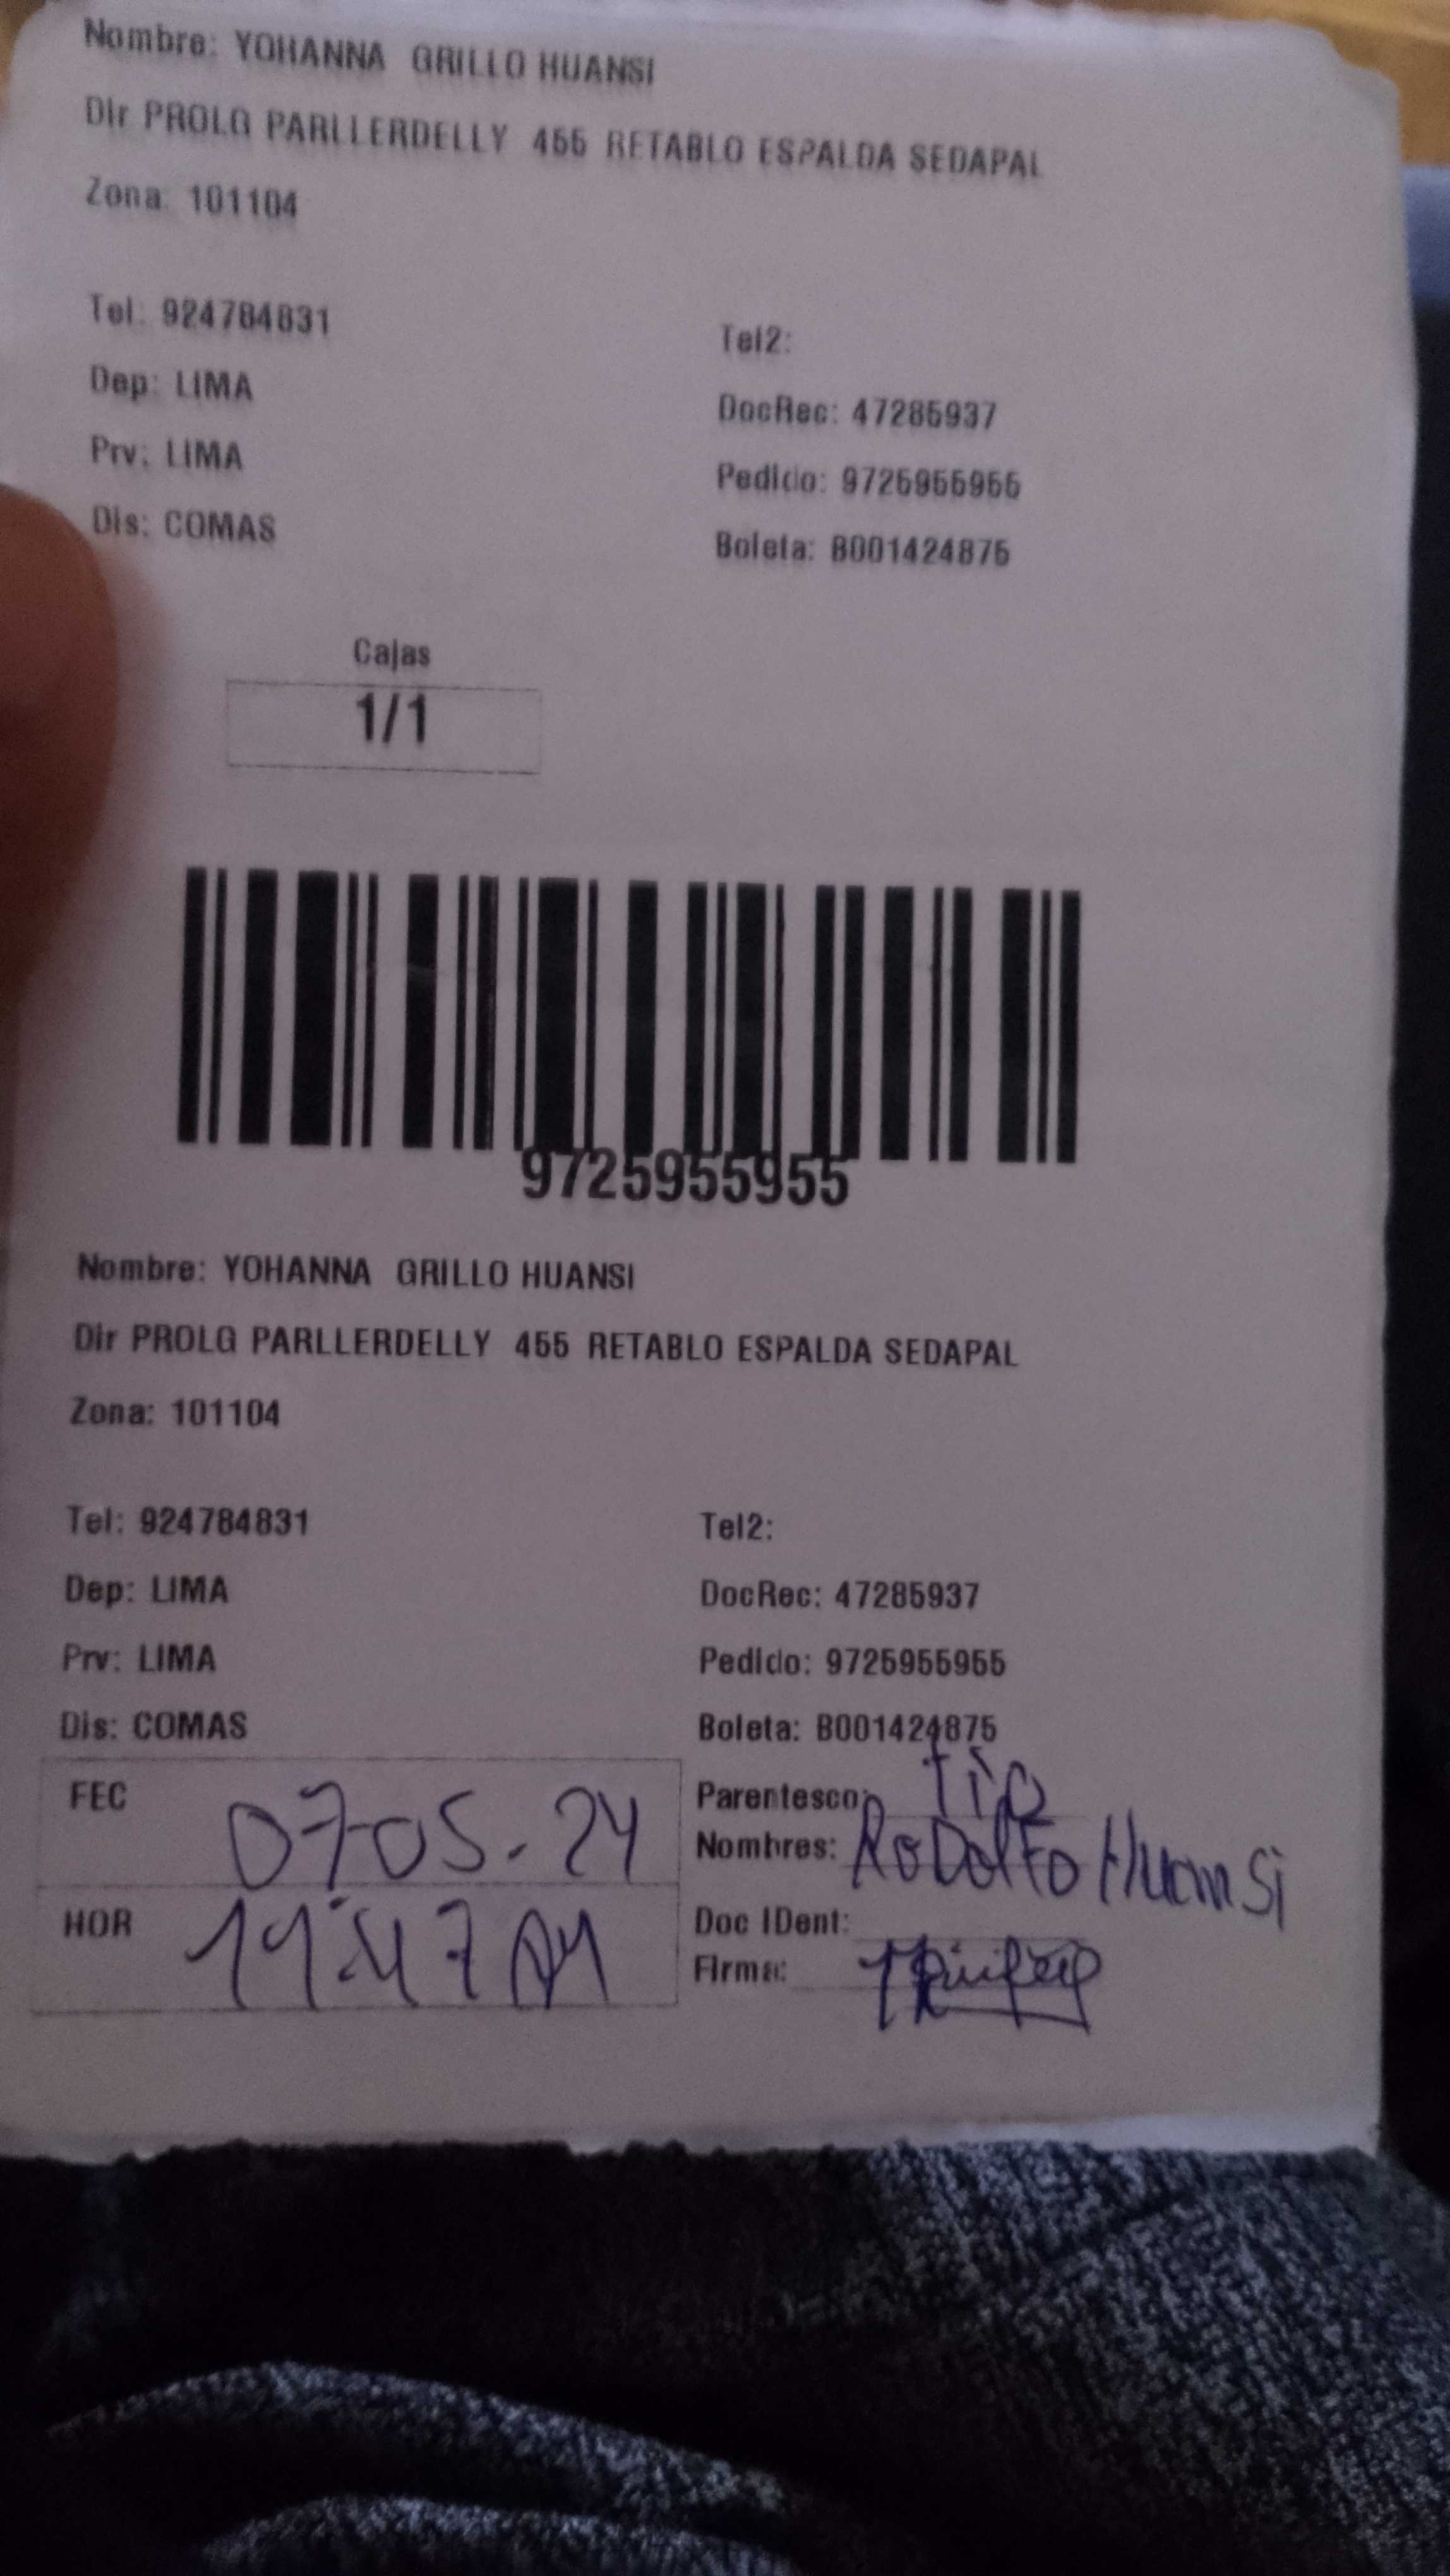 Nombre: YOHANNA GRILLO HUANSI
Dir PROLG PARLLERDELLY 455 RETABLO ESPALDA SEDAPAL
Zona: 101104
Tel: 924784831
Tel2:
Dep: LIMA
DocRec: 47285937
Prv: LIMA
Pedido: 9725955955
Dis: COMAS
Boleta: B001424875
Cajas
1/1
9725955955
Nombre: YOHANNA GRILLO HUANSI
Dir PROLG PARLLERDELLY 455 RETABLO ESPALDA SEDAPAL
Zona: 101104
Tel: 924784831
Tel2:
Dep: LIMA
DocRec: 47285937
Prv: LIMA
Pedido: 9725955955
Dis: COMAS
Boleta: B001424875
FEC 07-05-24
Parentesco: tio
Nombres: Rodolfo Huamsi
HOR 11:47 AM
Doc IDent:
Firma: